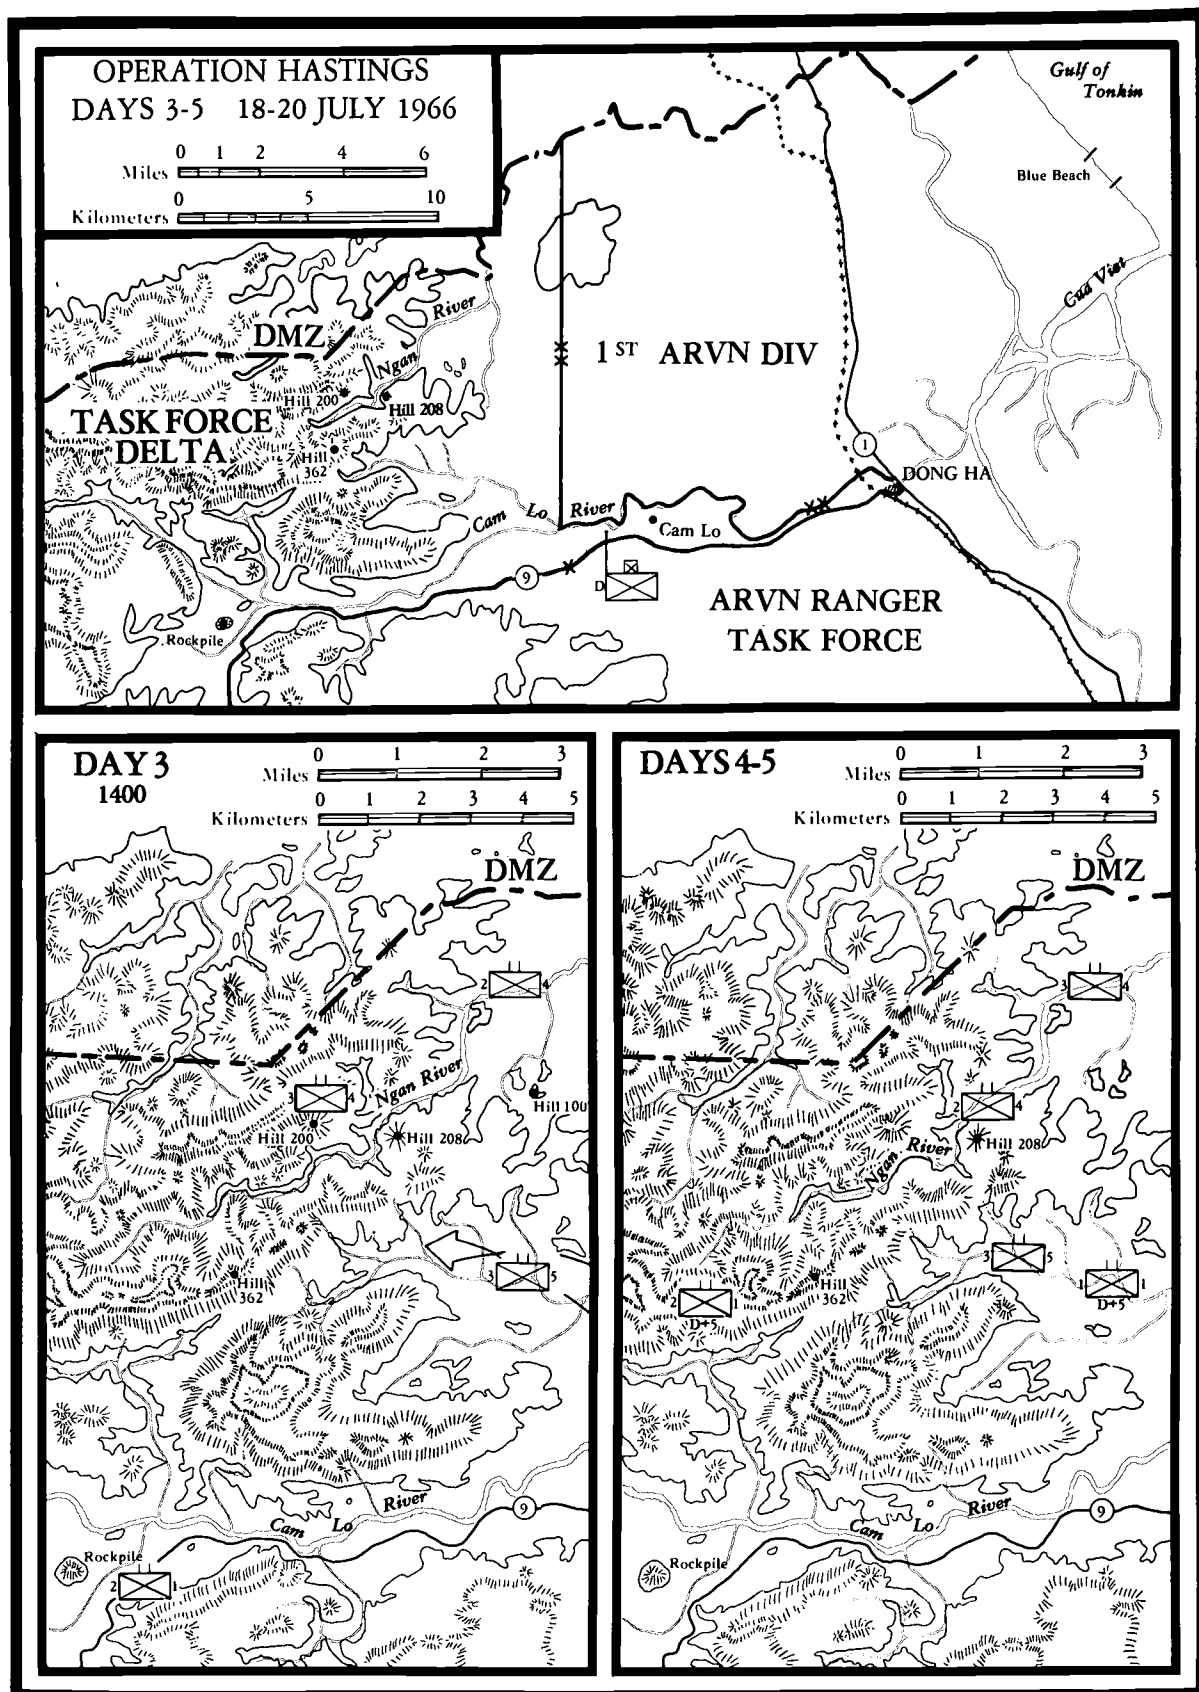 OPERATION HASTINGS
DAYS 3-5 18-20 JULY 1966
0 1 2 4 6
Miles
0 5 10
Kilometers
Gulf of
Tonkin
Blue Beach
Cua Viet
DMZ
Ngan River
1ST ARVN DIV
Hill 200
Hill 208
TASK FORCE
DELTA
Hill
362
1
DONG HA
Cam Lo River
Cam Lo
9
D
ARVN RANGER
TASK FORCE
Rockpile
DAY 3
1400
0 1 2 3
Miles
0 1 2 3 4 5
Kilometers
DMZ
2 4
3 4
Ngan River
Hill 100
Hill 200
Hill 208
3 5
Hill
362
9
Cam Lo River
Rockpile
2 1
DAYS 4-5
0 1 2 3
Miles
0 1 2 3 4 5
Kilometers
DMZ
3 4
2 4
Hill 208
Ngan River
3 5
Hill
362
1 1
D+5
2 1
D+5
9
Cam Lo River
Rockpile